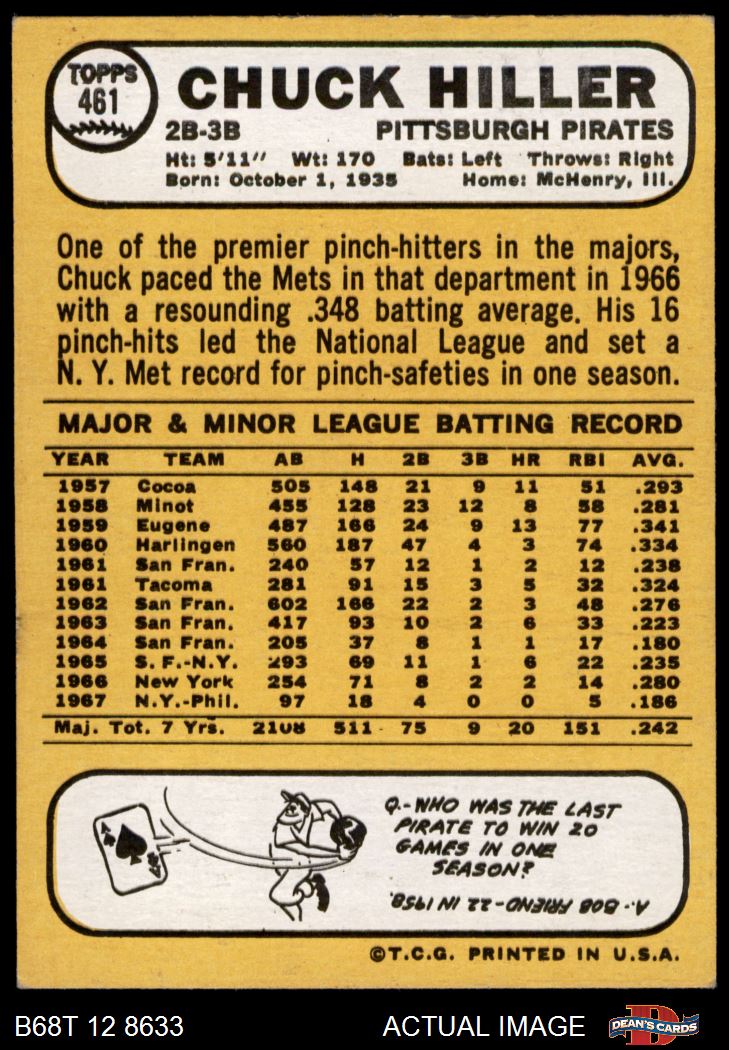 TOPPS
461
CHUCK HILLER
2B-3B PITTSBURGH PIRATES
Ht: 5'11" Wt: 170 Bats: Left Throws: Right
Born: October 1, 1935 Home: McHenry, Ill.
One of the premier pinch-hitters in the majors,
Chuck paced the Mets in that department in 1966
with a resounding .348 batting average. His 16
pinch-hits led the National League and set a
N. Y. Met record for pinch-safeties in one season.
MAJOR & MINOR LEAGUE BATTING RECORD
YEAR TEAM AB H 2B 3B HR RBI AVG.
1957 Cocoa 505 148 21 9 11 51 .293
1958 Minot 455 128 23 12 8 58 .281
1959 Eugene 487 166 24 9 13 77 .341
1960 Harlingen 560 187 47 4 3 74 .334
1961 San Fran. 240 57 12 1 2 12 .238
1961 Tacoma 281 91 15 3 5 32 .324
1962 San Fran. 602 166 22 2 3 48 .276
1963 San Fran. 417 93 10 2 6 33 .223
1964 San Fran. 205 37 8 1 1 17 .180
1965 S. F.-N.Y. 293 69 11 1 6 22 .235
1966 New York 254 71 8 2 2 14 .280
1967 N.Y.-Phil. 97 18 4 0 0 5 .186
Maj. Tot. 7 Yrs. 2108 511 75 9 20 151 .242
A
A
Q.-WHO WAS THE LAST
PIRATE TO WIN 20
GAMES IN ONE
SEASON?
A.- BOB FRIEND-22 IN 1958.
©T.C.G. PRINTED IN U.S.A.
B68T 12 8633 ACTUAL IMAGE D DEAN'S CARDS